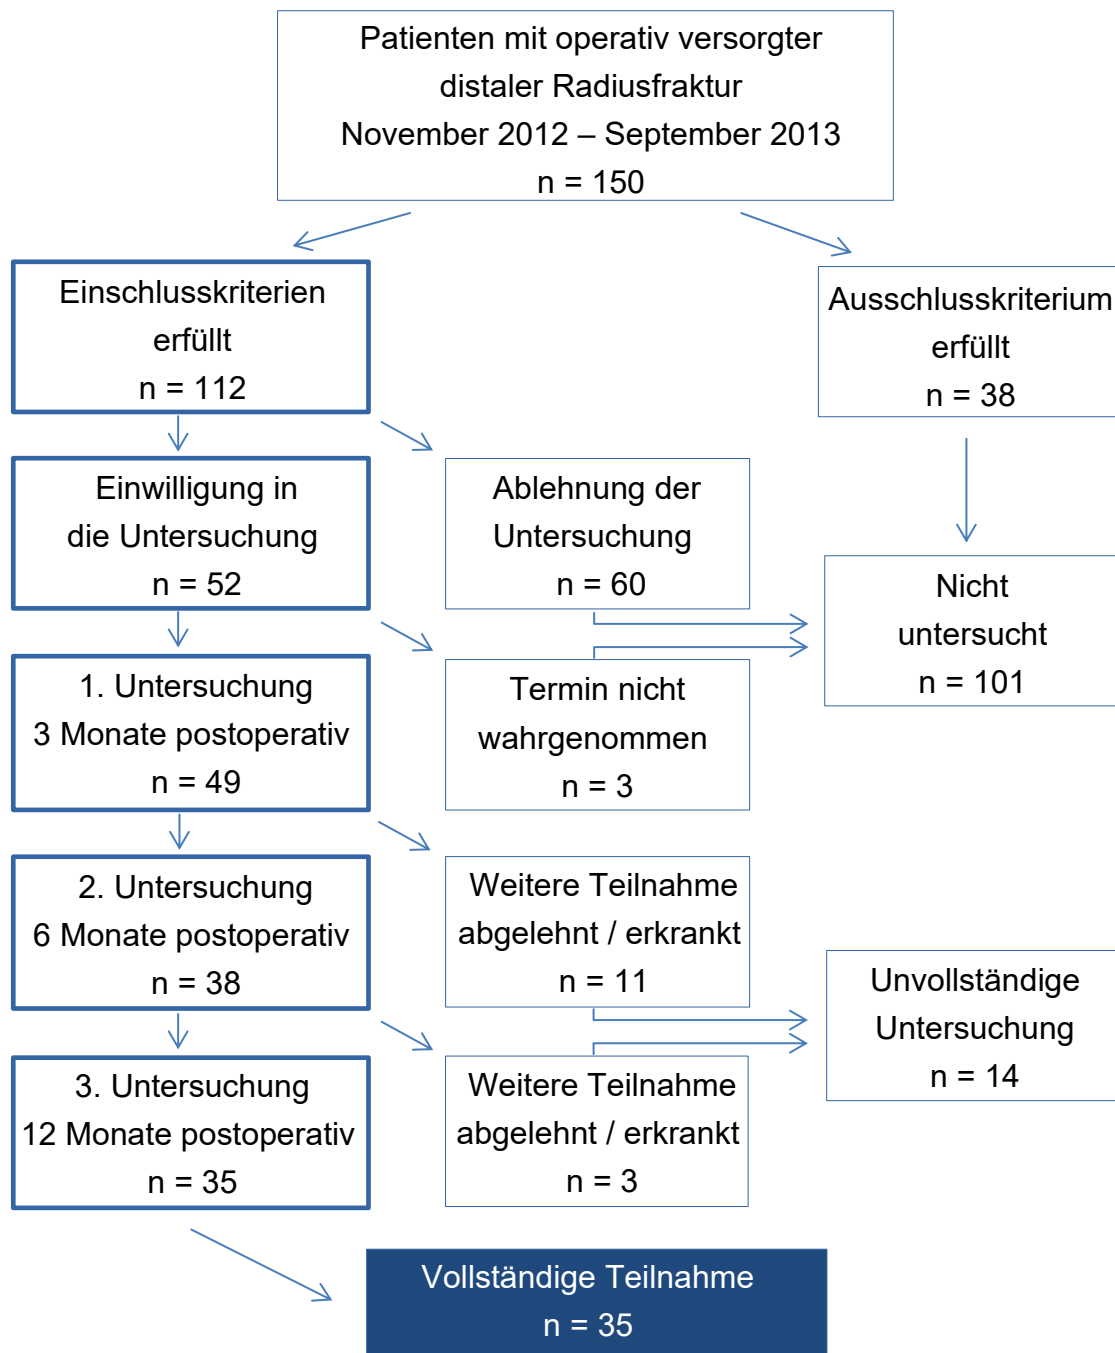 Patienten mit operativ versorgter
distaler Radiusfraktur
November 2012 – September 2013
n = 150
Einschlusskriterien
erfüllt
n = 112
Ausschlusskriterium
erfüllt
n = 38
Einwilligung in
die Untersuchung
n = 52
Ablehnung der
Untersuchung
n = 60
Nicht
untersucht
n = 101
1. Untersuchung
3 Monate postoperativ
n = 49
Termin nicht
wahrgenommen
n = 3
2. Untersuchung
6 Monate postoperativ
n = 38
Weitere Teilnahme
abgelehnt / erkrankt
n = 11
Unvollständige
Untersuchung
n = 14
3. Untersuchung
12 Monate postoperativ
n = 35
Weitere Teilnahme
abgelehnt / erkrankt
n = 3
Vollständige Teilnahme
n = 35